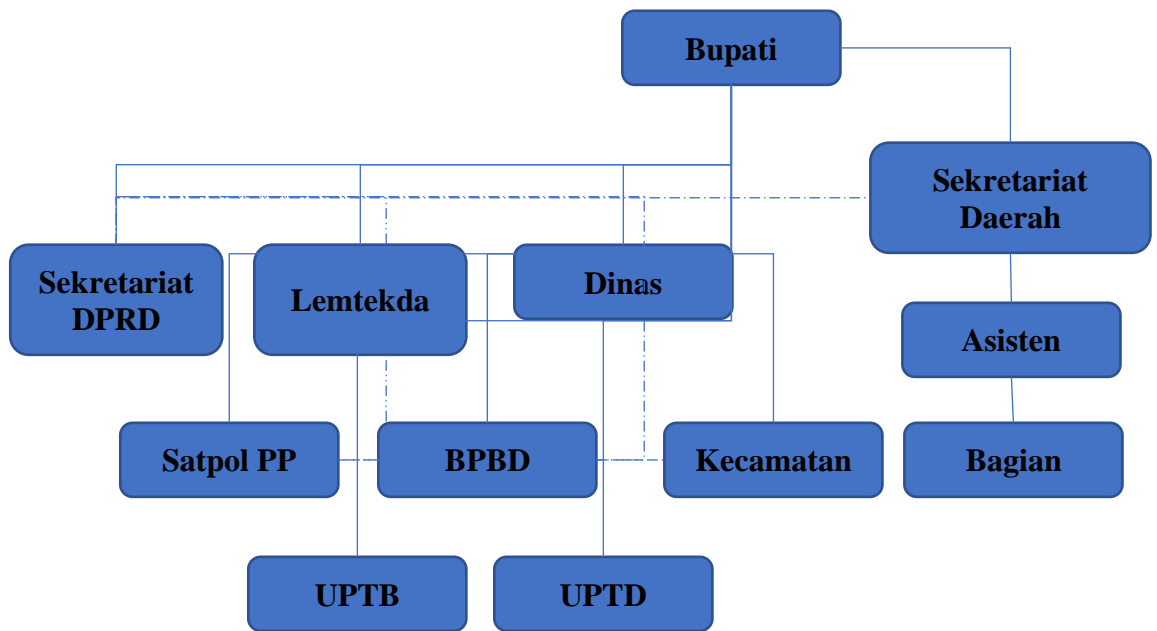 Bupati
Sekretariat
Daerah
Sekretariat
DPRD
Lemtekda
Dinas
Asisten
Satpol PP
BPBD
Kecamatan
Bagian
UPTB
UPTD